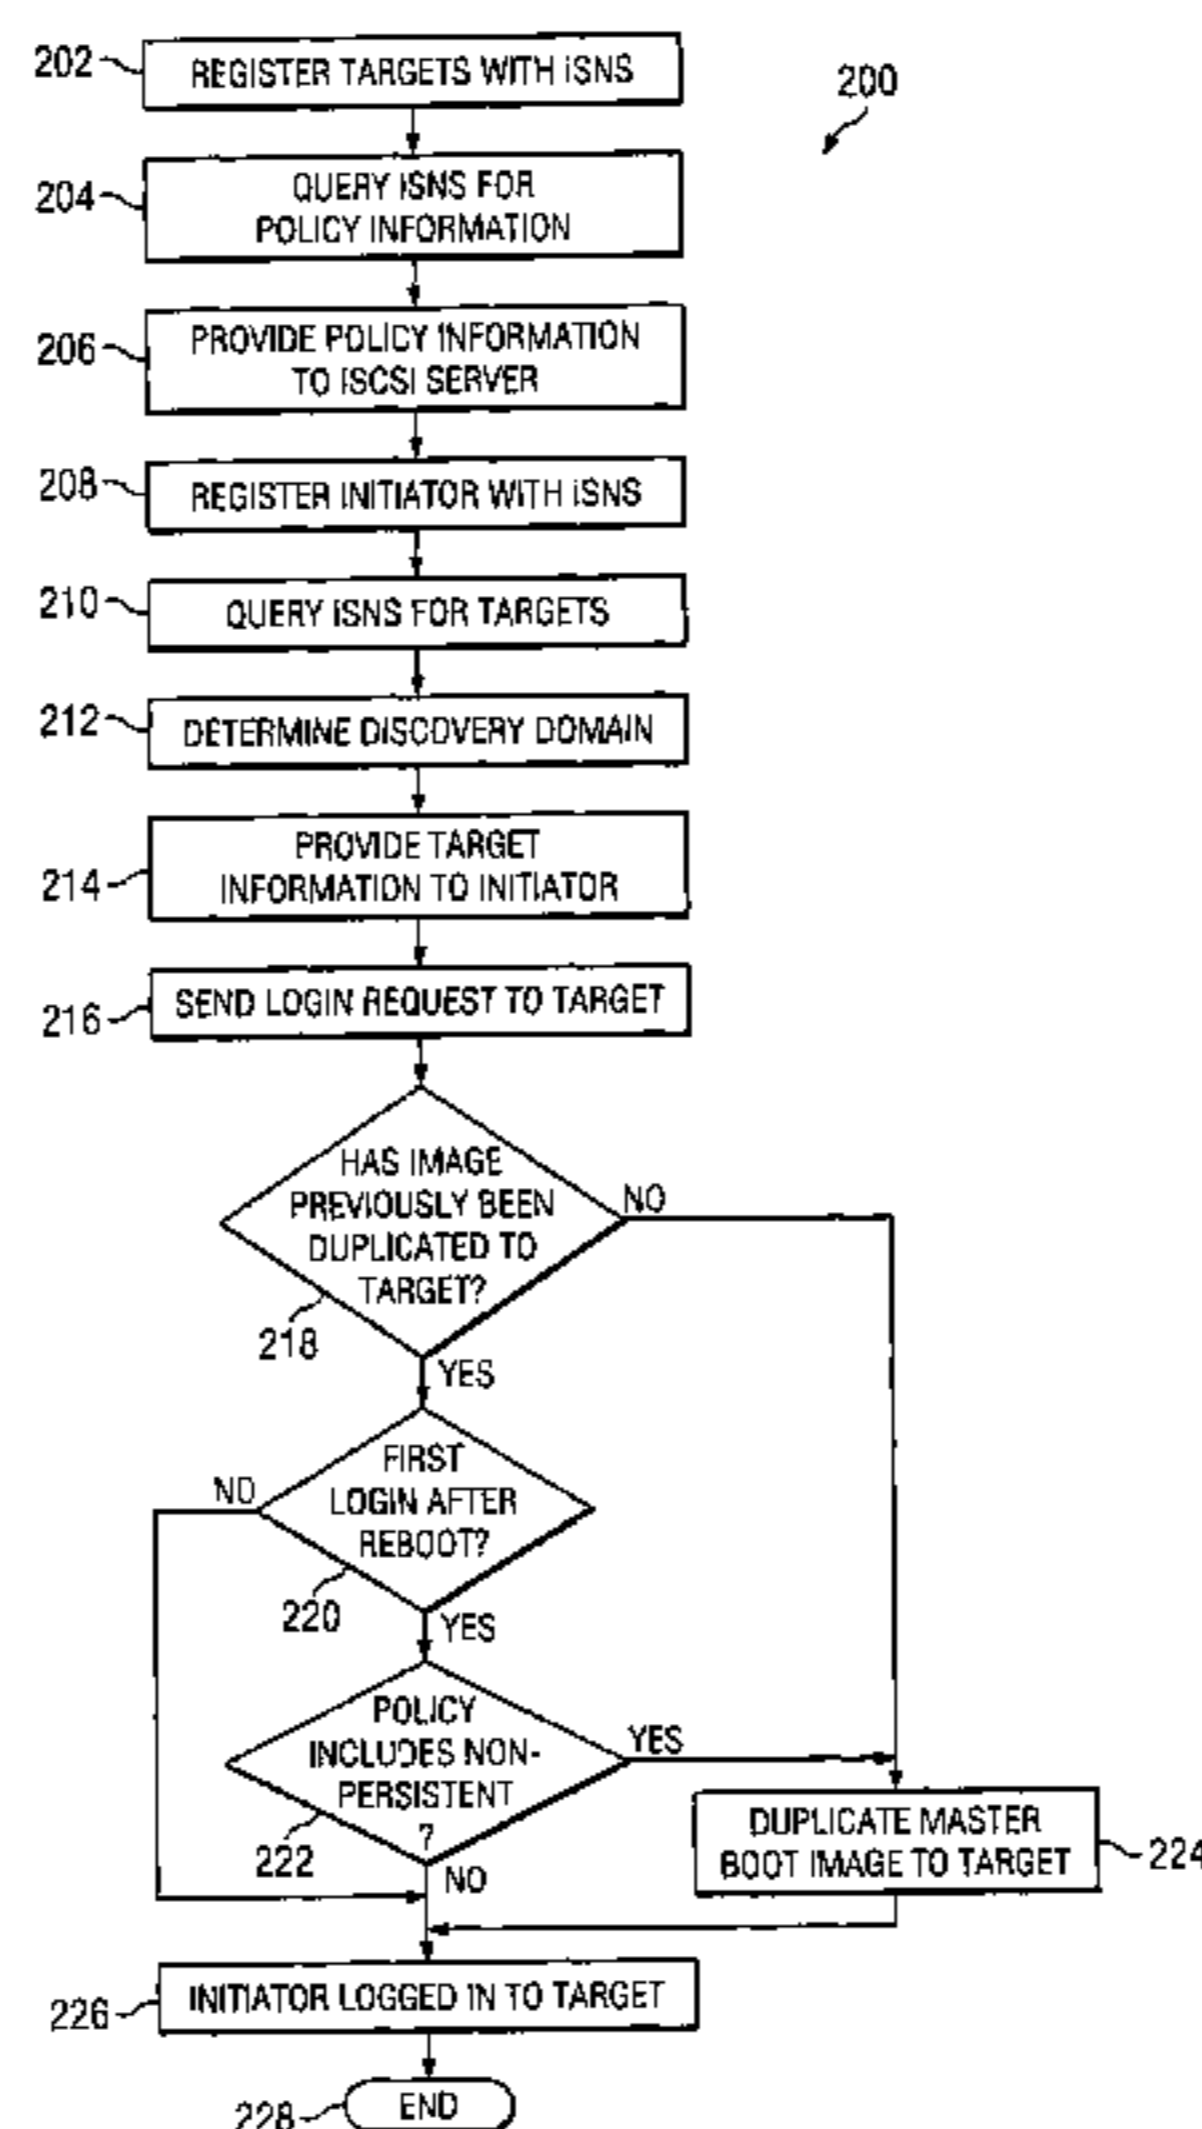 202
REGISTER TARGETS WITH iSNS
200
204
QUERY iSNS FOR
POLICY INFORMATION
206
PROVIDE POLICY INFORMATION
TO iSCSI SERVER
208
REGISTER INITIATOR WITH iSNS
210
QUERY iSNS FOR TARGETS
212
DETERMINE DISCOVERY DOMAIN
214
PROVIDE TARGET
INFORMATION TO INITIATOR
216
SEND LOGIN REQUEST TO TARGET
HAS IMAGE
PREVIOUSLY BEEN
DUPLICATED TO
TARGET?
NO
218
YES
FIRST
LOGIN AFTER
REBOOT?
NO
220
YES
POLICY
INCLUDES NON-
PERSISTENT
?
YES
222
NO
DUPLICATE MASTER
BOOT IMAGE TO TARGET
224
226
INITIATOR LOGGED IN TO TARGET
228
END